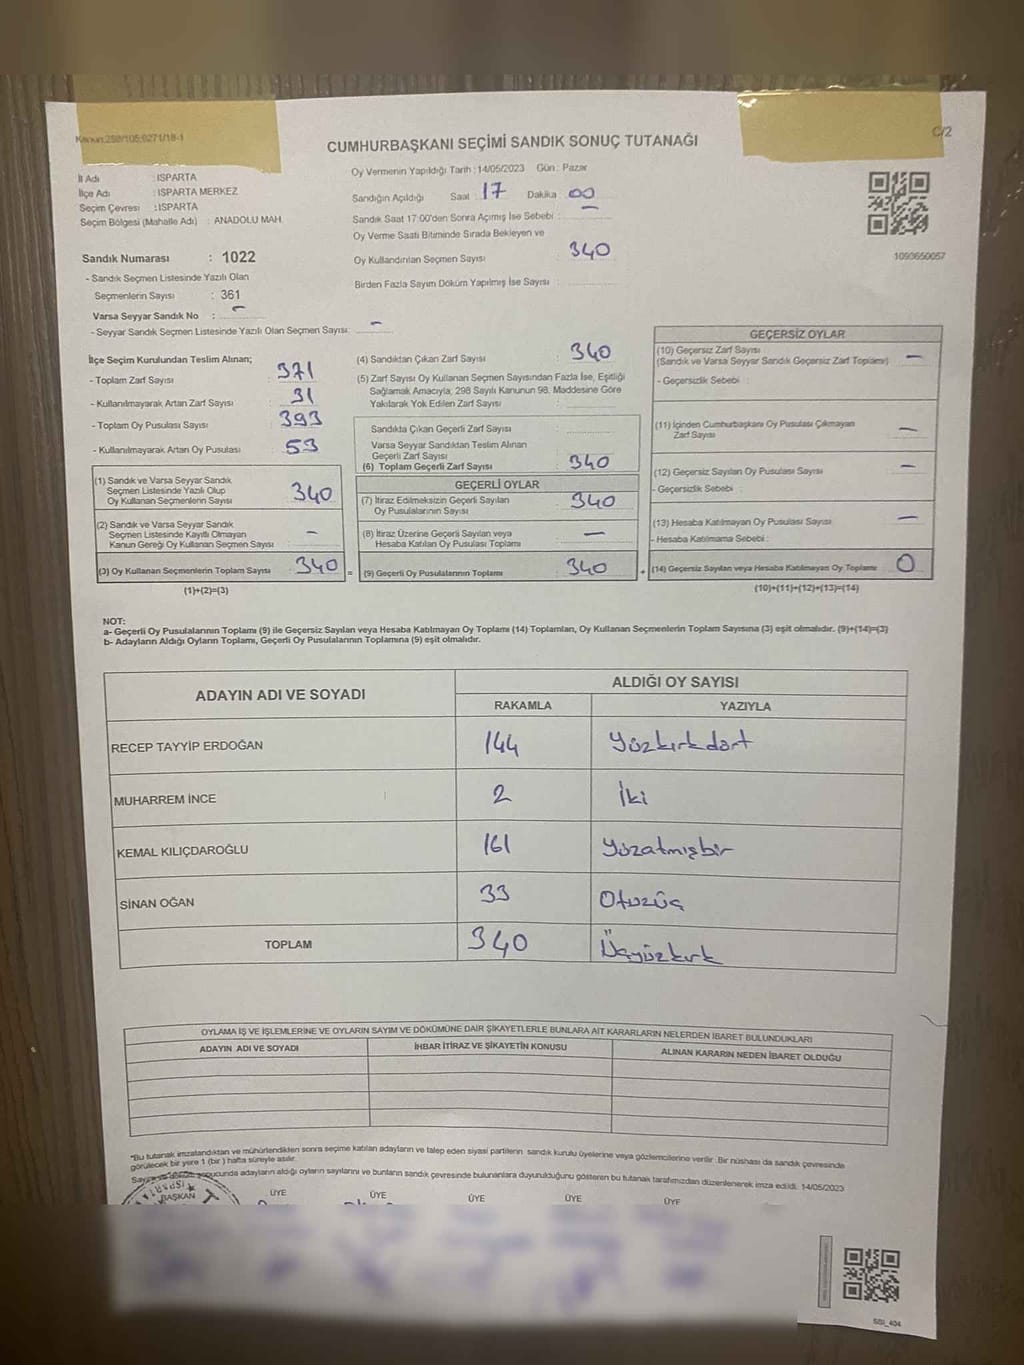 Kanun:298/105;6271/18-1
C/2
CUMHURBAŞKANI SEÇİMİ SANDIK SONUÇ TUTANAĞI
İl Adı : ISPARTA
İlçe Adı : ISPARTA MERKEZ
Seçim Çevresi : ISPARTA
Seçim Bölgesi (Mahalle Adı) : ANADOLU MAH.
Oy Vermenin Yapıldığı Tarih : 14/05/2023 Gün : Pazar
Sandığın Açıldığı Saat : 17 Dakika : 00
Sandık Saat 17:00'den Sonra Açımış İse Sebebi : –
Oy Verme Saati Bitiminde Sırada Bekleyen ve
Oy Kullandırılan Seçmen Sayısı : 340
Birden Fazla Sayım Döküm Yapılmış İse Sayısı :
1093650057
Sandık Numarası : 1022
- Sandık Seçmen Listesinde Yazılı Olan
Seçmenlerin Sayısı : 361
Varsa Seyyar Sandık No : –
- Seyyar Sandık Seçmen Listesinde Yazılı Olan Seçmen Sayısı: –
İlçe Seçim Kurulundan Teslim Alınan;
- Toplam Zarf Sayısı : 371
- Kullanılmayarak Artan Zarf Sayısı : 31
- Toplam Oy Pusulası Sayısı : 393
- Kullanılmayarak Artan Oy Pusulası : 53
(1) Sandık ve Varsa Seyyar Sandık
Seçmen Listesinde Yazılı Olup
Oy Kullanan Seçmenlerin Sayısı 340
(2) Sandık ve Varsa Seyyar Sandık
Seçmen Listesinde Kayıtlı Olmayan
Kanun Gereği Oy Kullanan Seçmen Sayısı –
(3) Oy Kullanan Seçmenlerin Toplam Sayısı 340
(1)+(2)=(3)
(4) Sandıktan Çıkan Zarf Sayısı : 340
(5) Zarf Sayısı Oy Kullanan Seçmen Sayısından Fazla İse, Eşitliği
Sağlamak Amacıyla, 298 Sayılı Kanunun 98. Maddesine Göre
Yakılarak Yok Edilen Zarf Sayısı :
Sandıkta Çıkan Geçerli Zarf Sayısı :
Varsa Seyyar Sandıktan Teslim Alınan
Geçerli Zarf Sayısı :
(6) Toplam Geçerli Zarf Sayısı : 340
GEÇERLİ OYLAR
(7) İtiraz Edilmeksizin Geçerli Sayılan
Oy Pusulalarının Sayısı 340
(8) İtiraz Üzerine Geçerli Sayılan veya
Hesaba Katılan Oy Pusulası Toplamı –
= (9) Geçerli Oy Pusulalarının Toplamı 340 +
GEÇERSİZ OYLAR
(10) Geçersiz Zarf Sayısı
(Sandık ve Varsa Seyyar Sandık Geçersiz Zarf Toplamı) –
- Geçersizlik Sebebi :
(11) İçinden Cumhurbaşkanı Oy Pusulası Çıkmayan
Zarf Sayısı –
(12) Geçersiz Sayılan Oy Pusulası Sayısı –
- Geçersizlik Sebebi :
(13) Hesaba Katılmayan Oy Pusulası Sayısı –
- Hesaba Katılmama Sebebi :
(14) Geçersiz Sayılan veya Hesaba Katılmayan Oy Toplamı 0
(10)+(11)+(12)+(13)=(14)
NOT:
a- Geçerli Oy Pusulalarının Toplamı (9) ile Geçersiz Sayılan veya Hesaba Katılmayan Oy Toplamı (14) Toplamları, Oy Kullanan Seçmenlerin Toplam Sayısına (3) eşit olmalıdır. (9)+(14)=(3)
b- Adayların Aldığı Oyların Toplamı, Geçerli Oy Pusulalarının Toplamına (9) eşit olmalıdır.
ADAYIN ADI VE SOYADI ALDIĞI OY SAYISI
RAKAMLA YAZIYLA
RECEP TAYYİP ERDOĞAN 144 Yüzkırkdört
MUHARREM İNCE 2 İki
KEMAL KILIÇDAROĞLU 161 Yüzatmışbir
SİNAN OĞAN 33 Otuzüç
TOPLAM 340 Üçyüzkırk
OYLAMA İŞ VE İŞLEMLERİNE VE OYLARIN SAYIM VE DÖKÜMÜNE DAİR ŞİKAYETLERLE BUNLARA AİT KARARLARIN NELERDEN İBARET BULUNDUKLARI
ADAYIN ADI VE SOYADI İHBAR İTİRAZ VE ŞİKAYETİN KONUSU ALINAN KARARIN NEDEN İBARET OLDUĞU
*Bu tutanak imzalandıktan ve mühürlendikten sonra seçime katılan adayların ve talep eden siyasi partilerin sandık kurulu üyelerine veya gözlemcilerine verilir. Bir nüshası da sandık çevresinde
görülecek bir yere 1 (bir) hafta süreyle asılır.
sonucunda adayların aldığı oyların sayılarını ve bunların sandık çevresinde bulunanlara duyurulduğunu gösteren bu tutanak tarafımızdan düzenlenerek imza edildi. 14/05/2023
BAŞKAN ÜYE ÜYE ÜYE ÜYE ÜYE
SSI_404